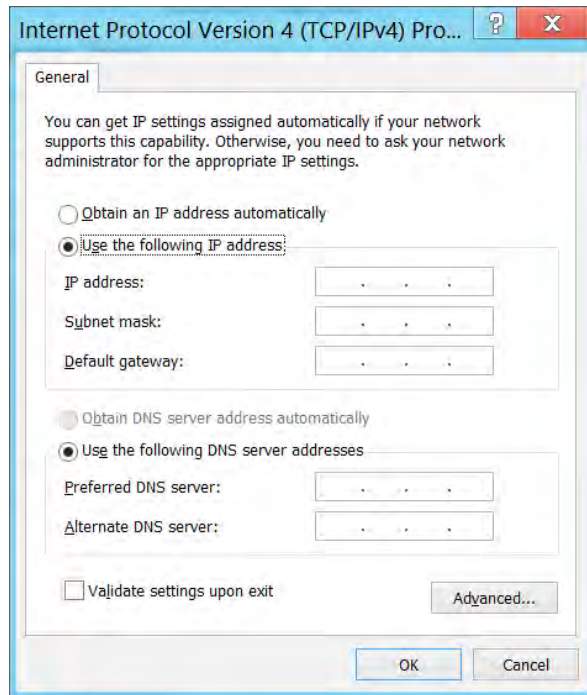 Internet Protocol Version 4 (TCP/IPv4) Pro...
?
X
General
You can get IP settings assigned automatically if your network
supports this capability. Otherwise, you need to ask your network
administrator for the appropriate IP settings.
Obtain an IP address automatically
Use the following IP address:
IP address:
. . .
Subnet mask:
. . .
Default gateway:
. . .
Obtain DNS server address automatically
Use the following DNS server addresses
Preferred DNS server:
. . .
Alternate DNS server:
. . .
Validate settings upon exit
Advanced...
OK
Cancel